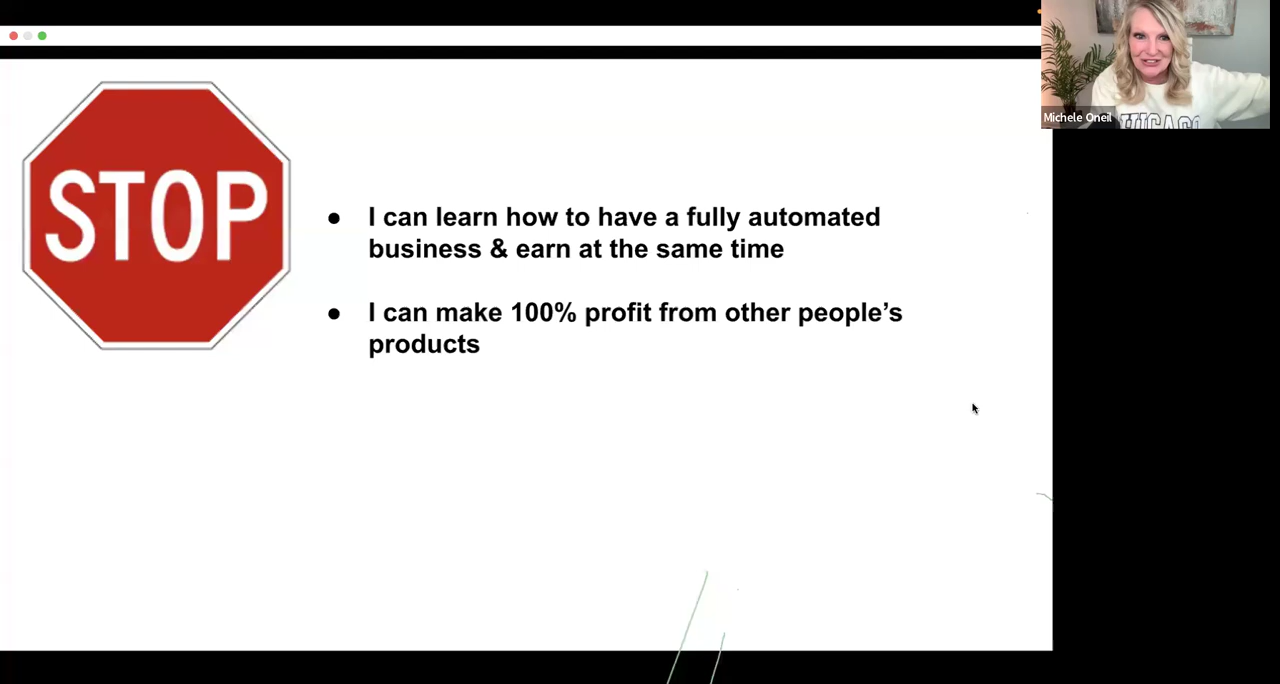 STOP
● I can learn how to have a fully automated
business & earn at the same time
● I can make 100% profit from other people’s
products
Michele Oneil